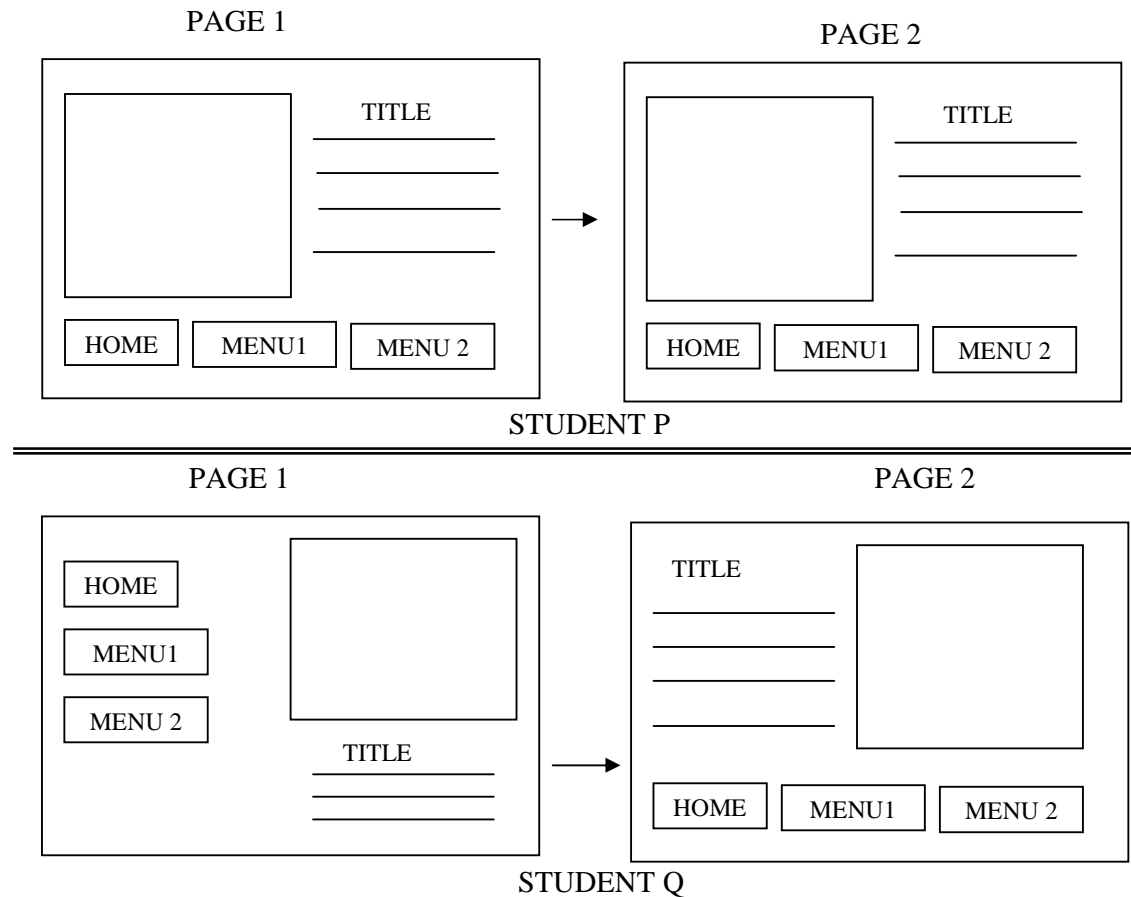 PAGE 1
PAGE 2
TITLE
TITLE
HOME MENU1 MENU 2
HOME MENU1 MENU 2
STUDENT P
PAGE 1
PAGE 2
HOME
MENU1
MENU 2
TITLE
TITLE
HOME MENU1 MENU 2
STUDENT Q